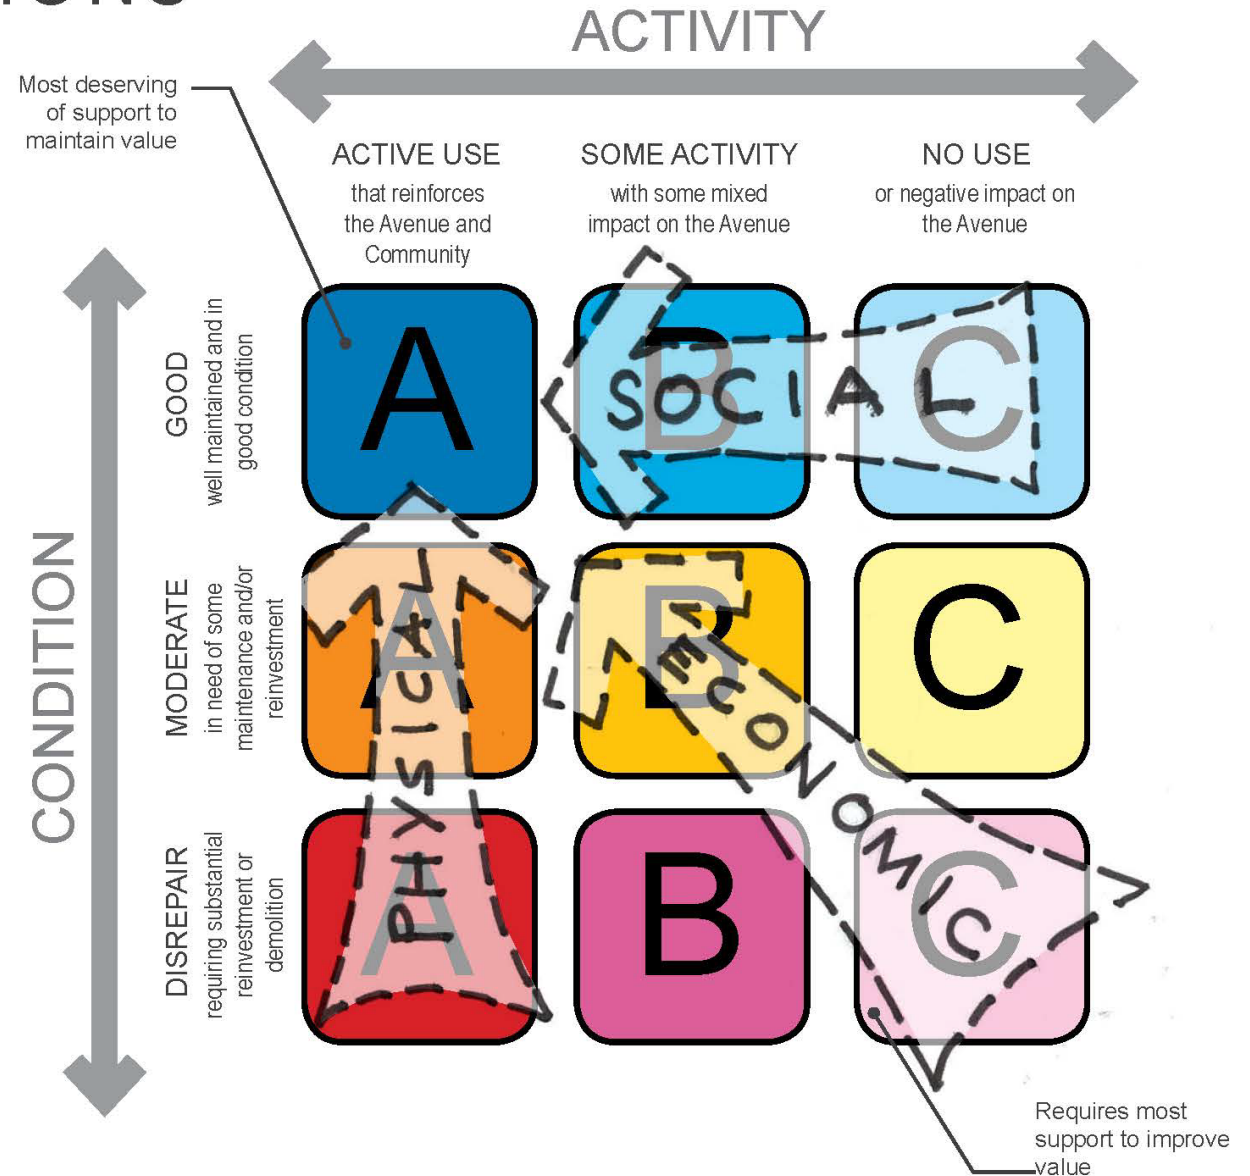 ACTIVITY
Most deserving
of support to
maintain value
ACTIVE USE
that reinforces
the Avenue and
Community
SOME ACTIVITY
with some mixed
impact on the Avenue
NO USE
or negative impact on
the Avenue
CONDITION
GOOD
well maintained and in
good condition
A
B
C
SOCIAL
MODERATE
in need of some
maintenance and/or
reinvestment
A
B
C
PHYSICAL
ECONOMIC
DISREPAIR
requiring substantial
reinvestment or
demolition
A
B
C
Requires most
support to improve
value